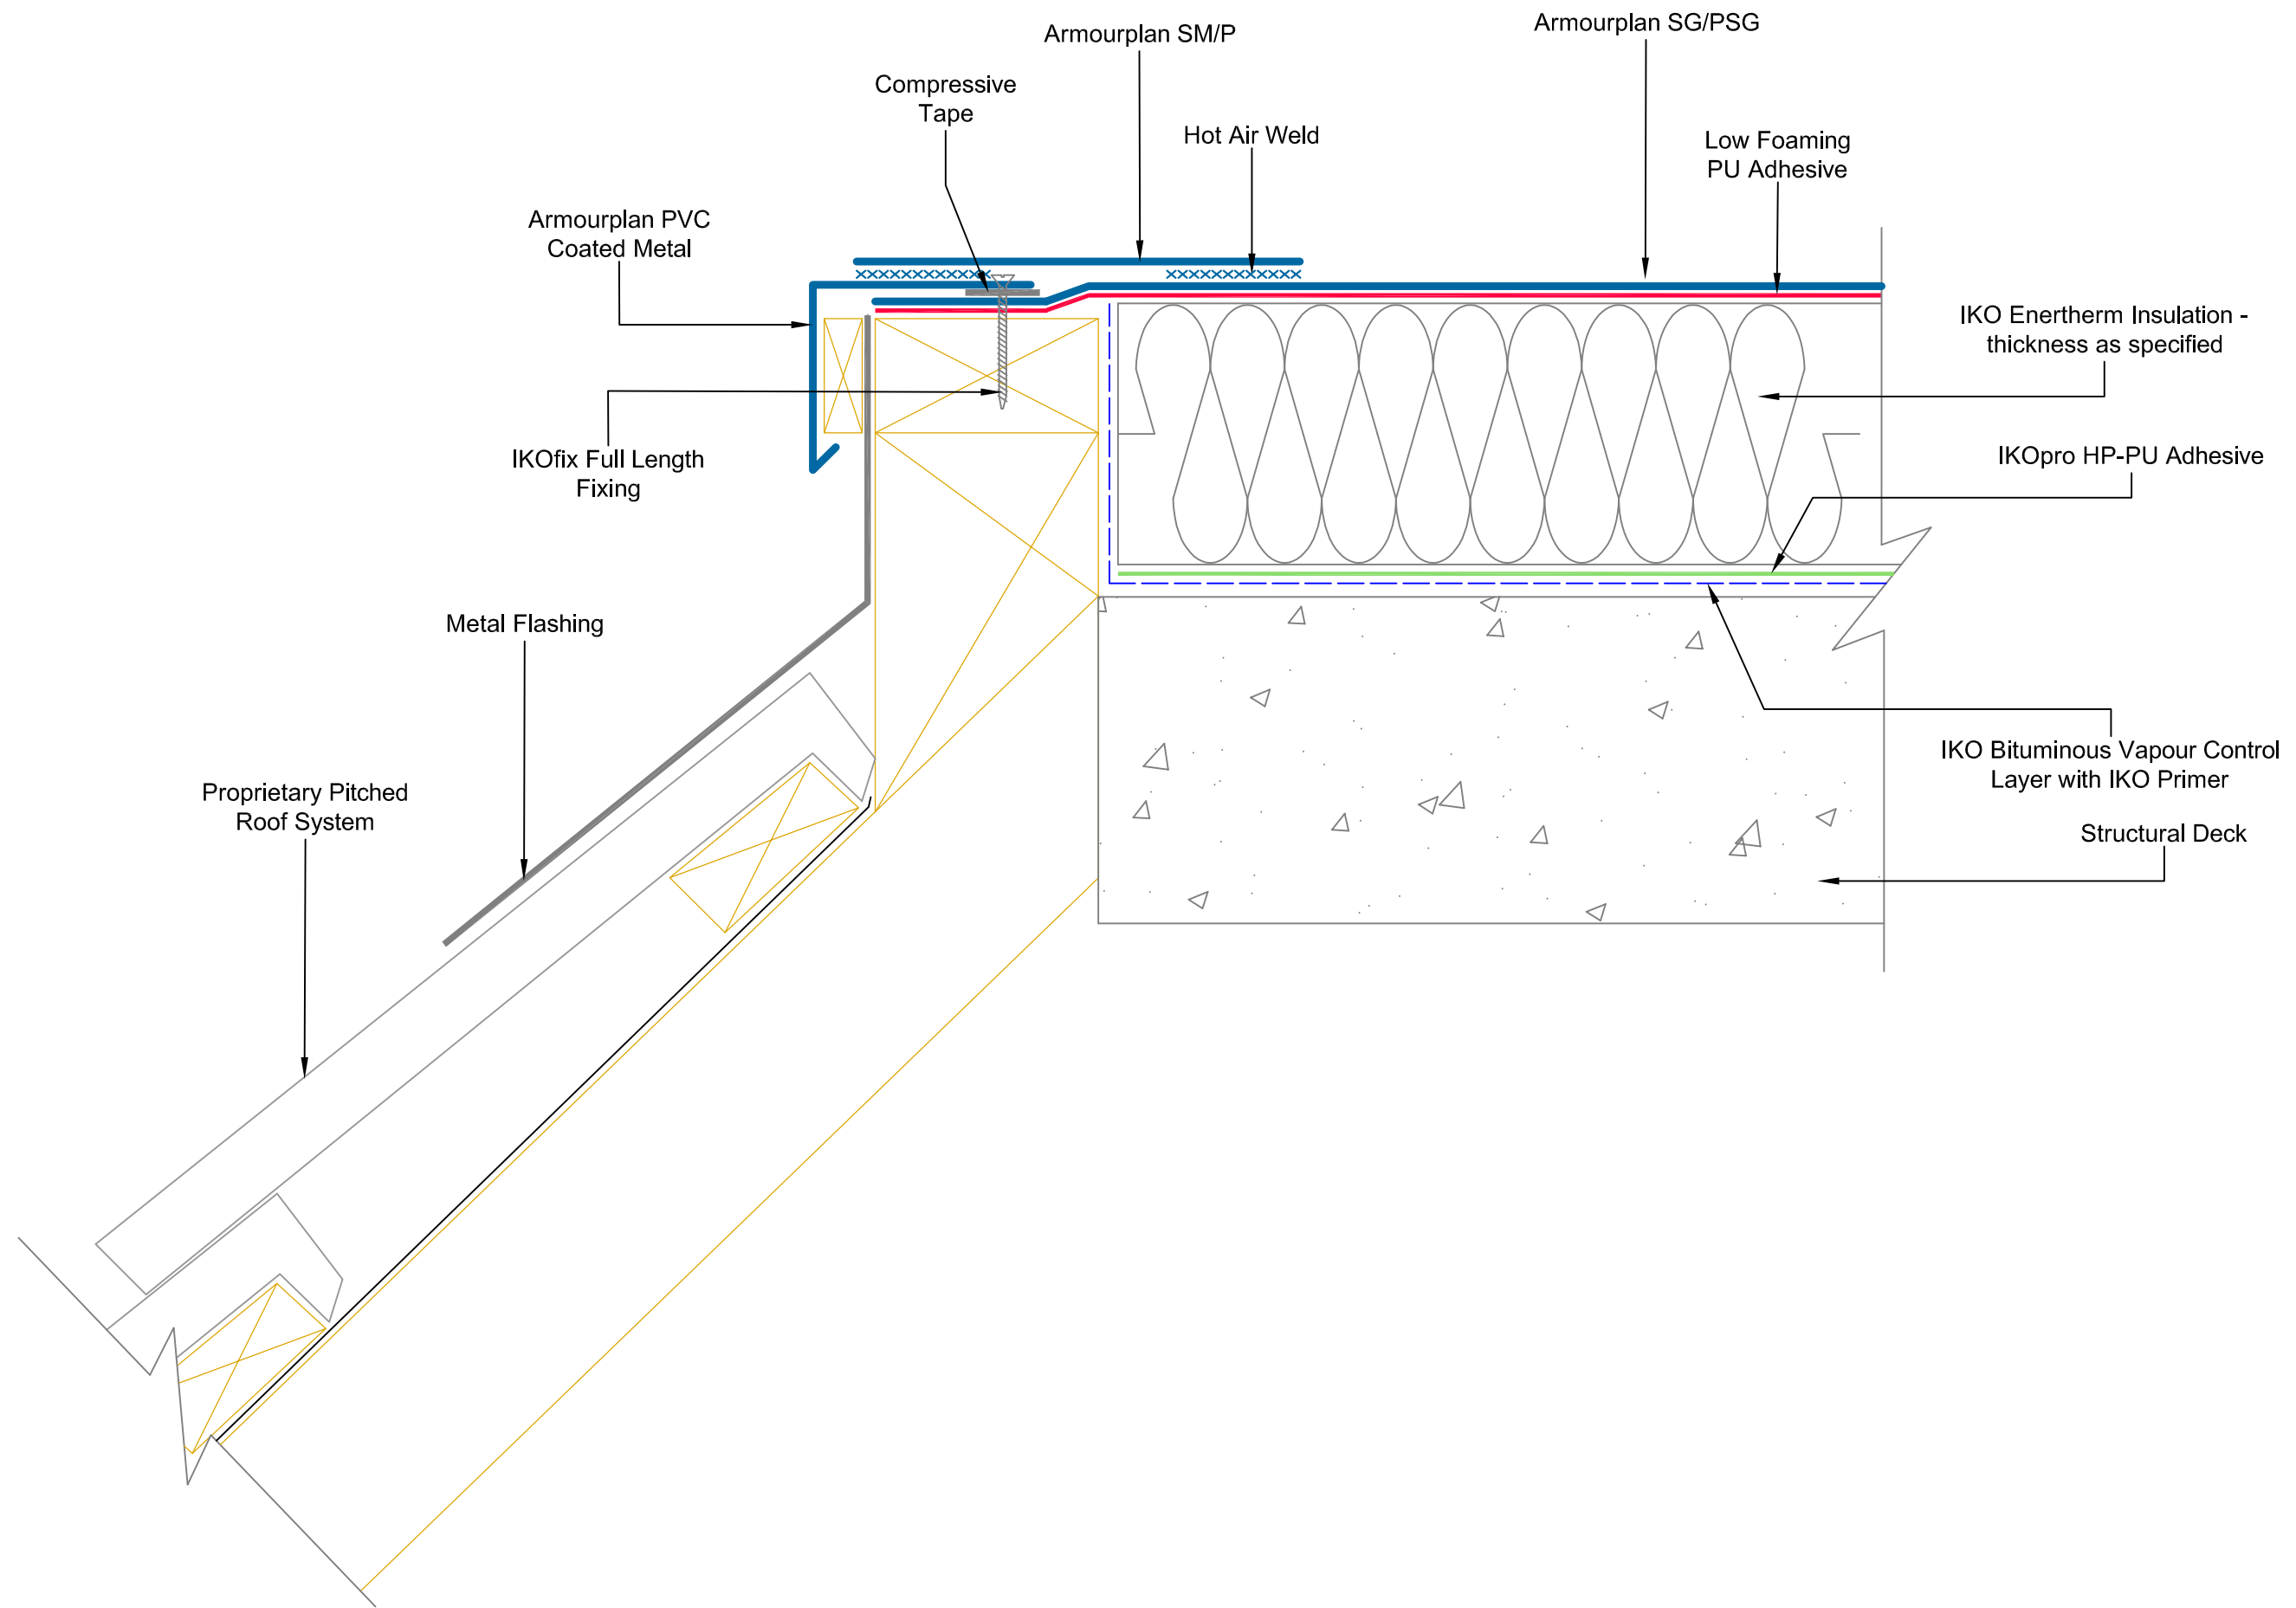 Armourplan SG/PSG
Armourplan SM/P
Compressive
Tape
Hot Air Weld
Low Foaming
PU Adhesive
Armourplan PVC
Coated Metal
IKO Enertherm Insulation -
thickness as specified
IKOpro HP-PU Adhesive
IKOfix Full Length
Fixing
Metal Flashing
IKO Bituminous Vapour Control
Layer with IKO Primer
Proprietary Pitched
Roof System
Structural Deck